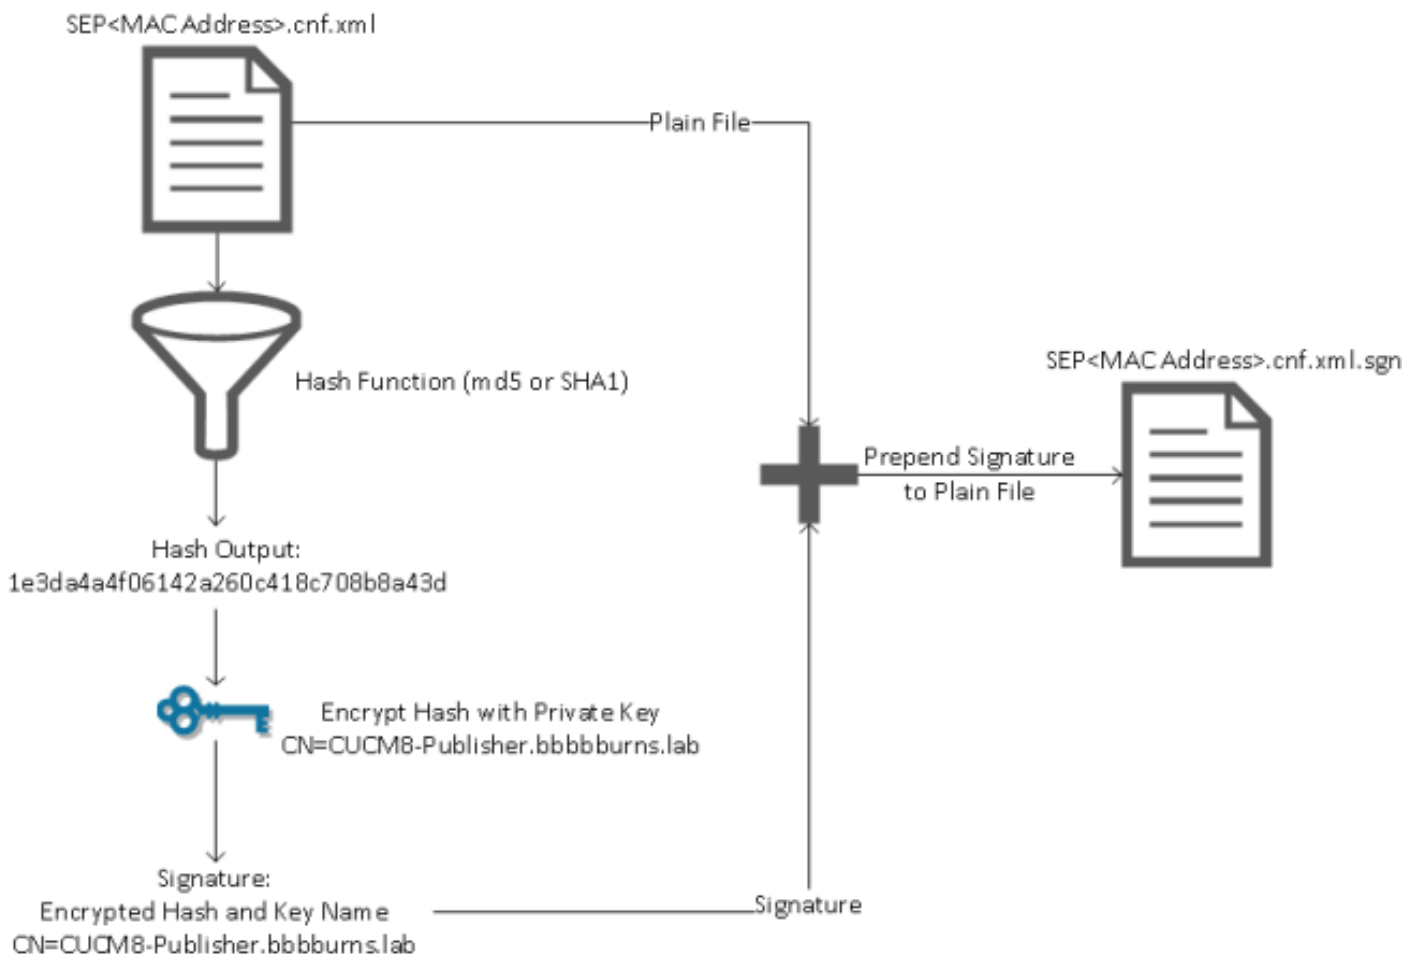 SEP<MAC Address>.cnf.xml
Plain File
Hash Function (md5 or SHA1)
SEP<MAC Address>.cnf.xml.sgn
Prepend Signature
to Plain File
Hash Output:
1e3da4a4f06142a260c418c708b8a43d
Encrypt Hash with Private Key
CN=CUCM8-Publisher.bbbbburns.lab
Signature:
Encrypted Hash and Key Name
CN=CUCM8-Publisher.bbbburns.lab
Signature